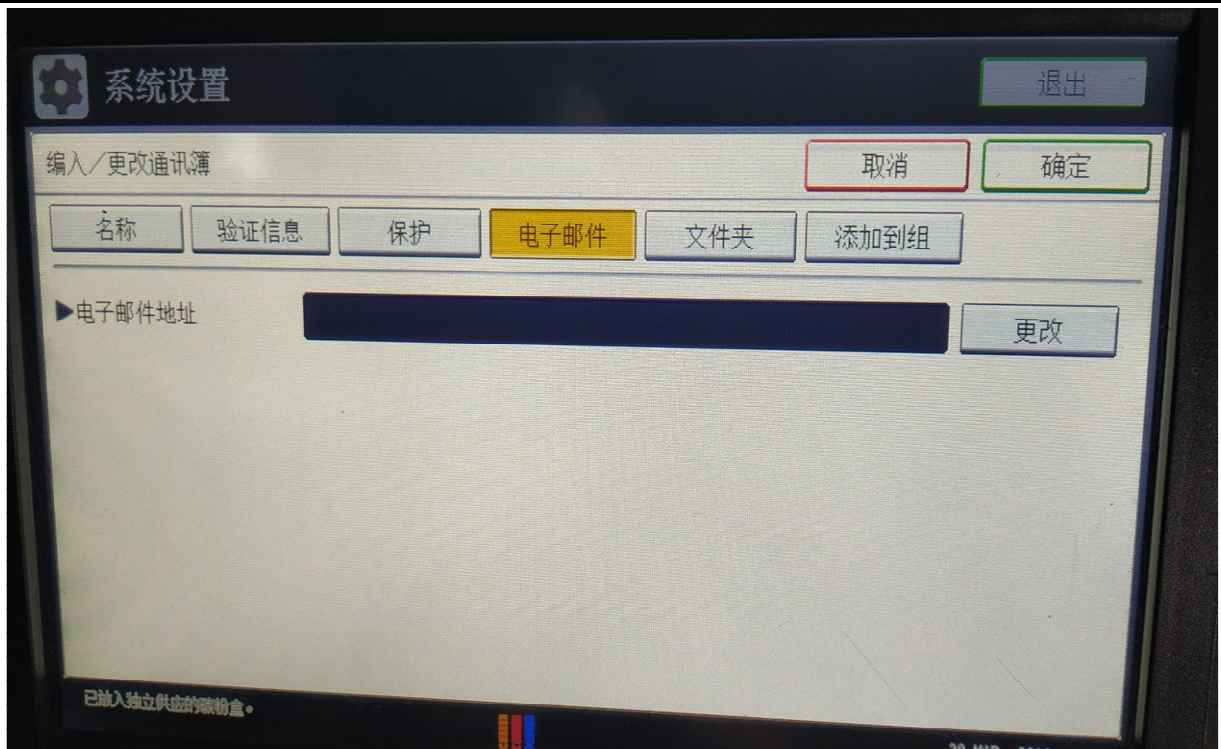 系统设置
退出
编入／更改通讯簿
取消
确定
名称
验证信息
保护
电子邮件
文件夹
添加到组
▶电子邮件地址
更改
已放入独立供应的碳粉盒。